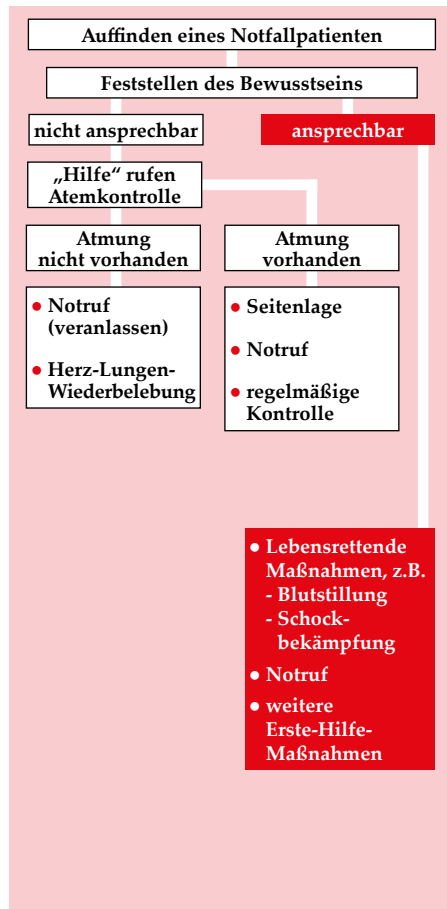 Auffinden eines Notfallpatienten
Feststellen des Bewusstseins
nicht ansprechbar
ansprechbar
„Hilfe“ rufen
Atemkontrolle
Atmung
nicht vorhanden
Atmung
vorhanden
● Notruf
(veranlassen)
● Herz-Lungen-
Wiederbelebung
● Seitenlage
● Notruf
● regelmäßige
Kontrolle
● Lebensrettende
Maßnahmen, z.B.
- Blutstillung
- Schock-
bekämpfung
● Notruf
● weitere
Erste-Hilfe-
Maßnahmen